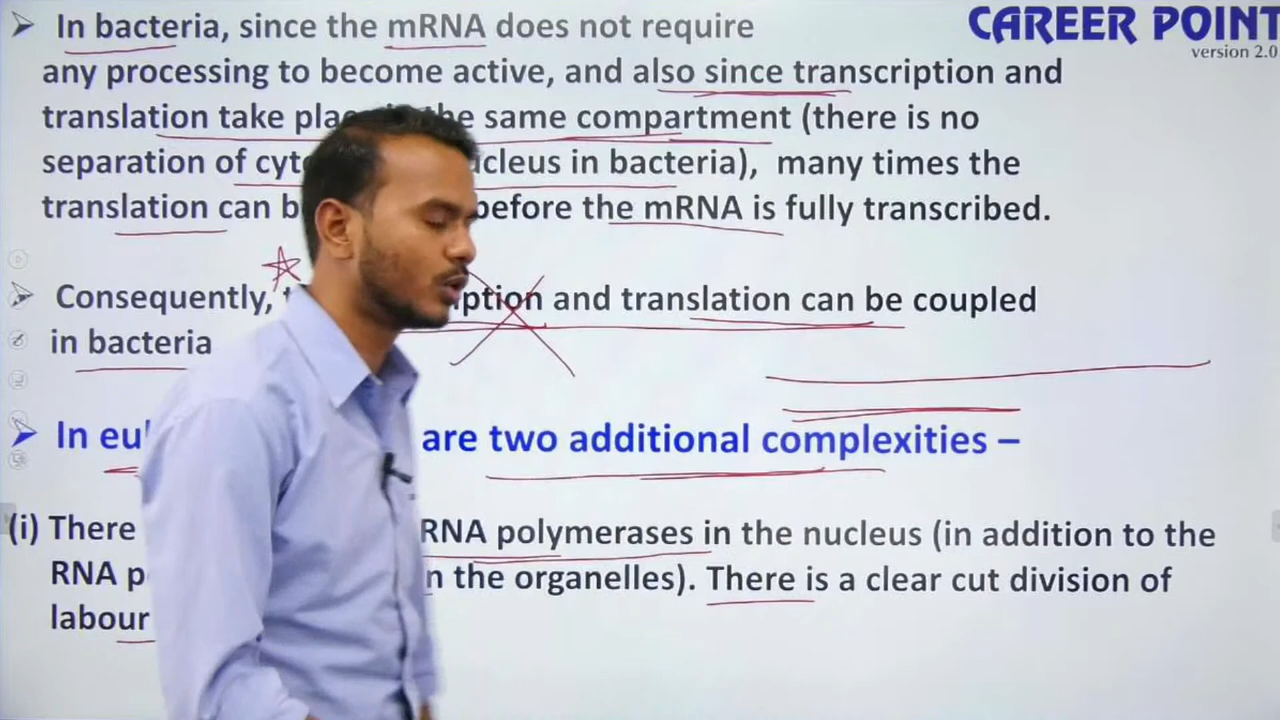 CAREER POINT
version 2.0
➤ In bacteria, since the mRNA does not require
any processing to become active, and also since transcription and
translation take plac he same compartment (there is no
separation of cyt ucleus in bacteria), many times the
translation can b before the mRNA is fully transcribed.
➤ Consequently, t iption and translation can be coupled
in bacteria
➤ In eu are two additional complexities –
(i) There RNA polymerases in the nucleus (in addition to the
RNA p n the organelles). There is a clear cut division of
labour